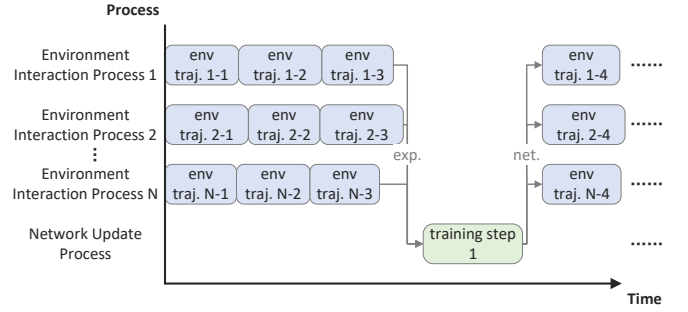 Process
Environment
Interaction Process 1
env
traj. 1-1
env
traj. 1-2
env
traj. 1-3
env
traj. 1-4
......
Environment
Interaction Process 2
env
traj. 2-1
env
traj. 2-2
env
traj. 2-3
env
traj. 2-4
......
exp.
net.
Environment
Interaction Process N
env
traj. N-1
env
traj. N-2
env
traj. N-3
env
traj. N-4
......
Network Update
Process
training step
1
......
Time